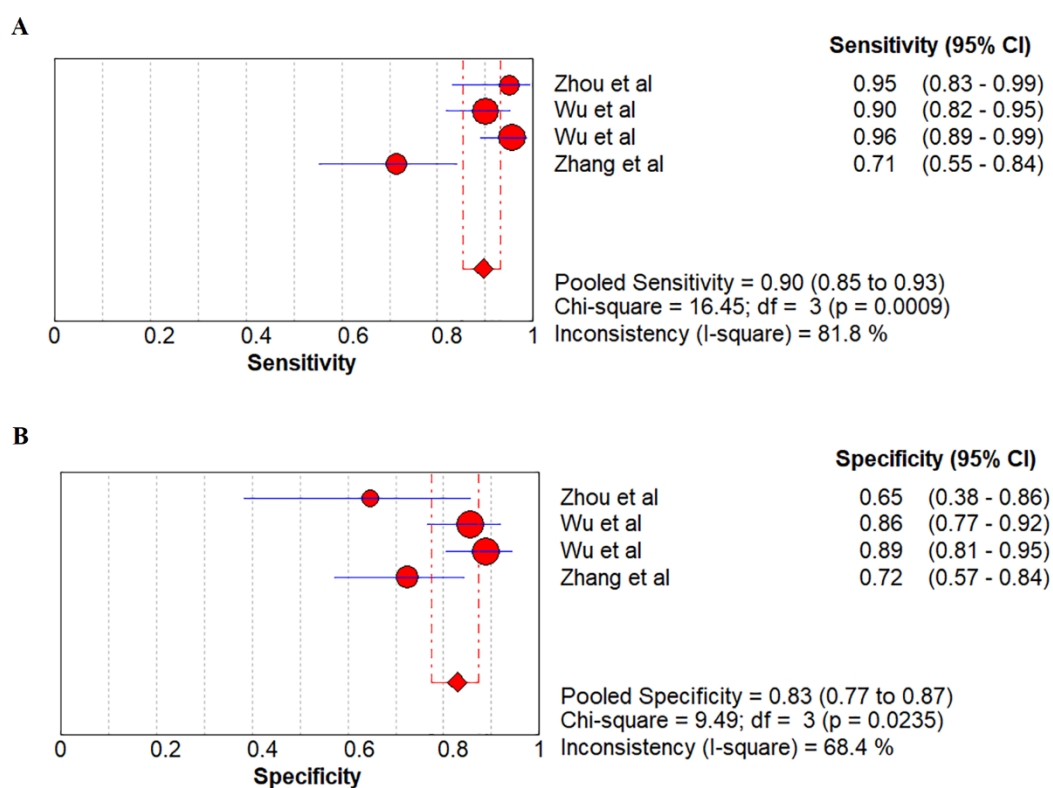 A
Sensitivity (95% CI)
Zhou et al 0.95 (0.83 - 0.99)
Wu et al 0.90 (0.82 - 0.95)
Wu et al 0.96 (0.89 - 0.99)
Zhang et al 0.71 (0.55 - 0.84)
Pooled Sensitivity = 0.90 (0.85 to 0.93)
Chi-square = 16.45; df = 3 (p = 0.0009)
Inconsistency (I-square) = 81.8 %
0 0.2 0.4 0.6 0.8 1
Sensitivity
B
Specificity (95% CI)
Zhou et al 0.65 (0.38 - 0.86)
Wu et al 0.86 (0.77 - 0.92)
Wu et al 0.89 (0.81 - 0.95)
Zhang et al 0.72 (0.57 - 0.84)
Pooled Specificity = 0.83 (0.77 to 0.87)
Chi-square = 9.49; df = 3 (p = 0.0235)
Inconsistency (I-square) = 68.4 %
0 0.2 0.4 0.6 0.8 1
Specificity